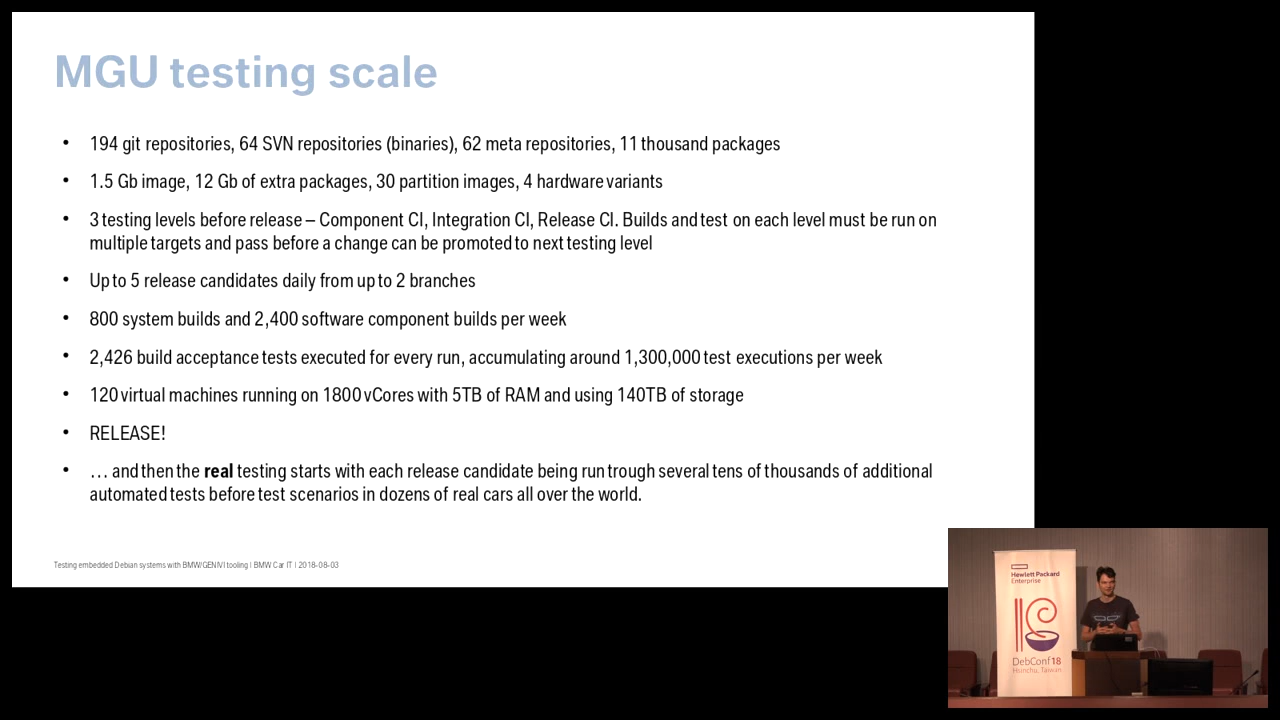 MGU testing scale
• 194 git repositories, 64 SVN repositories (binaries), 62 meta repositories, 11 thousand packages
• 1.5 Gb image, 12 Gb of extra packages, 30 partition images, 4 hardware variants
• 3 testing levels before release – Component CI, Integration CI, Release CI. Builds and test on each level must be run on
multiple targets and pass before a change can be promoted to next testing level
• Up to 5 release candidates daily from up to 2 branches
• 800 system builds and 2,400 software component builds per week
• 2,426 build acceptance tests executed for every run, accumulating around 1,300,000 test executions per week
• 120 virtual machines running on 1800 vCores with 5TB of RAM and using 140TB of storage
• RELEASE!
• … and then the real testing starts with each release candidate being run trough several tens of thousands of additional
automated tests before test scenarios in dozens of real cars all over the world.
Testing embedded Debian systems with BMW/GENIVI tooling | BMW Car IT | 2018-08-03
Hewlett Packard
Enterprise
DebConf18
Hsinchu, Taiwan